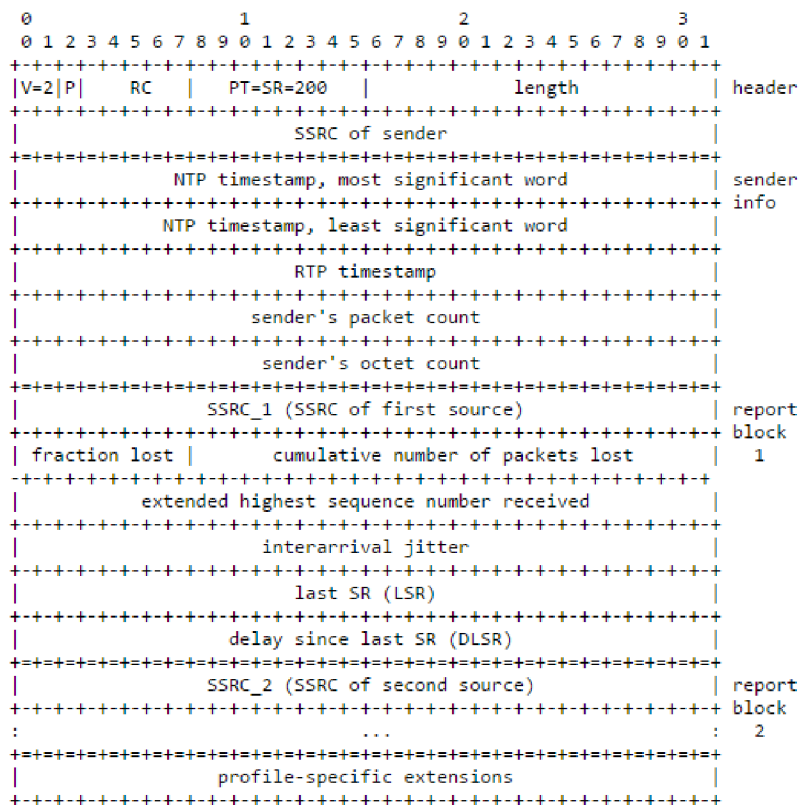 0                   1                   2                   3
 0 1 2 3 4 5 6 7 8 9 0 1 2 3 4 5 6 7 8 9 0 1 2 3 4 5 6 7 8 9 0 1
+-+-+-+-+-+-+-+-+-+-+-+-+-+-+-+-+-+-+-+-+-+-+-+-+-+-+-+-+-+-+-+-+
|V=2|P|    RC   |   PT=SR=200   |             length            | header
+-+-+-+-+-+-+-+-+-+-+-+-+-+-+-+-+-+-+-+-+-+-+-+-+-+-+-+-+-+-+-+-+
|                         SSRC of sender                        |
+=+=+=+=+=+=+=+=+=+=+=+=+=+=+=+=+=+=+=+=+=+=+=+=+=+=+=+=+=+=+=+=+
|              NTP timestamp, most significant word             | sender
+-+-+-+-+-+-+-+-+-+-+-+-+-+-+-+-+-+-+-+-+-+-+-+-+-+-+-+-+-+-+-+-+ info
|             NTP timestamp, least significant word             |
+-+-+-+-+-+-+-+-+-+-+-+-+-+-+-+-+-+-+-+-+-+-+-+-+-+-+-+-+-+-+-+-+
|                         RTP timestamp                         |
+-+-+-+-+-+-+-+-+-+-+-+-+-+-+-+-+-+-+-+-+-+-+-+-+-+-+-+-+-+-+-+-+
|                     sender's packet count                     |
+-+-+-+-+-+-+-+-+-+-+-+-+-+-+-+-+-+-+-+-+-+-+-+-+-+-+-+-+-+-+-+-+
|                      sender's octet count                     |
+=+=+=+=+=+=+=+=+=+=+=+=+=+=+=+=+=+=+=+=+=+=+=+=+=+=+=+=+=+=+=+=+
|                 SSRC_1 (SSRC of first source)                 | report
+-+-+-+-+-+-+-+-+-+-+-+-+-+-+-+-+-+-+-+-+-+-+-+-+-+-+-+-+-+-+-+-+ block
| fraction lost |       cumulative number of packets lost       |   1
-+-+-+-+-+-+-+-+-+-+-+-+-+-+-+-+-+-+-+-+-+-+-+-+-+-+-+-+-+-+-+-+
|           extended highest sequence number received           |
+-+-+-+-+-+-+-+-+-+-+-+-+-+-+-+-+-+-+-+-+-+-+-+-+-+-+-+-+-+-+-+-+
|                      interarrival jitter                      |
+-+-+-+-+-+-+-+-+-+-+-+-+-+-+-+-+-+-+-+-+-+-+-+-+-+-+-+-+-+-+-+-+
|                         last SR (LSR)                         |
+-+-+-+-+-+-+-+-+-+-+-+-+-+-+-+-+-+-+-+-+-+-+-+-+-+-+-+-+-+-+-+-+
|                   delay since last SR (DLSR)                  |
+=+=+=+=+=+=+=+=+=+=+=+=+=+=+=+=+=+=+=+=+=+=+=+=+=+=+=+=+=+=+=+=+
|                 SSRC_2 (SSRC of second source)                | report
+-+-+-+-+-+-+-+-+-+-+-+-+-+-+-+-+-+-+-+-+-+-+-+-+-+-+-+-+-+-+-+-+ block
:                               ...                             :   2
+=+=+=+=+=+=+=+=+=+=+=+=+=+=+=+=+=+=+=+=+=+=+=+=+=+=+=+=+=+=+=+=+
|                  profile-specific extensions                  |
+-+-+-+-+-+-+-+-+-+-+-+-+-+-+-+-+-+-+-+-+-+-+-+-+-+-+-+-+-+-+-+-+